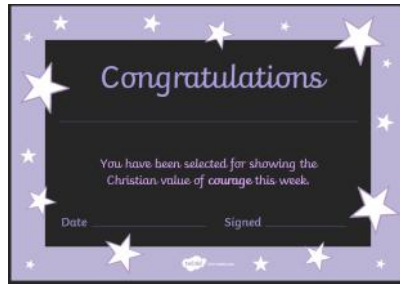 Congratulations
You have been selected for showing the
Christian value of courage this week.
Date Signed